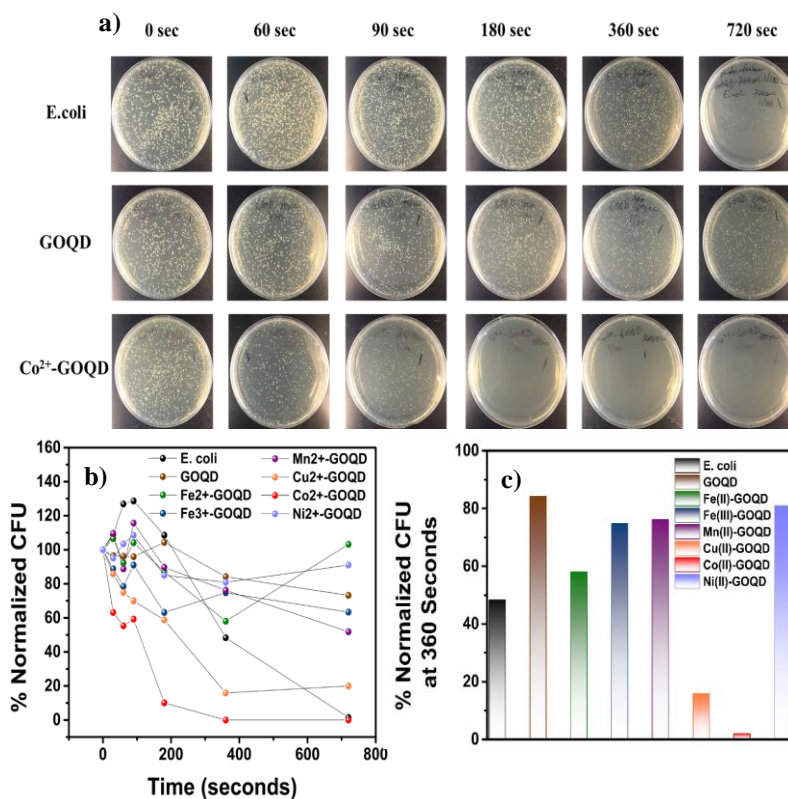 a)
0 sec 60 sec 90 sec 180 sec 360 sec 720 sec
E.coli
GOQD
Co²⁺-GOQD
b)
% Normalized CFU
160
140
120
100
80
60
40
20
0
0 200 400 600 800
Time (seconds)
E. coli
GOQD
Fe2+-GOQD
Fe3+-GOQD
Mn2+-GOQD
Cu2+-GOQD
Co2+-GOQD
Ni2+-GOQD
c)
% Normalized CFU
at 360 Seconds
100
80
60
40
20
0
E. coli
GOQD
Fe(II)-GOQD
Fe(III)-GOQD
Mn(II)-GOQD
Cu(II)-GOQD
Co(II)-GOQD
Ni(II)-GOQD